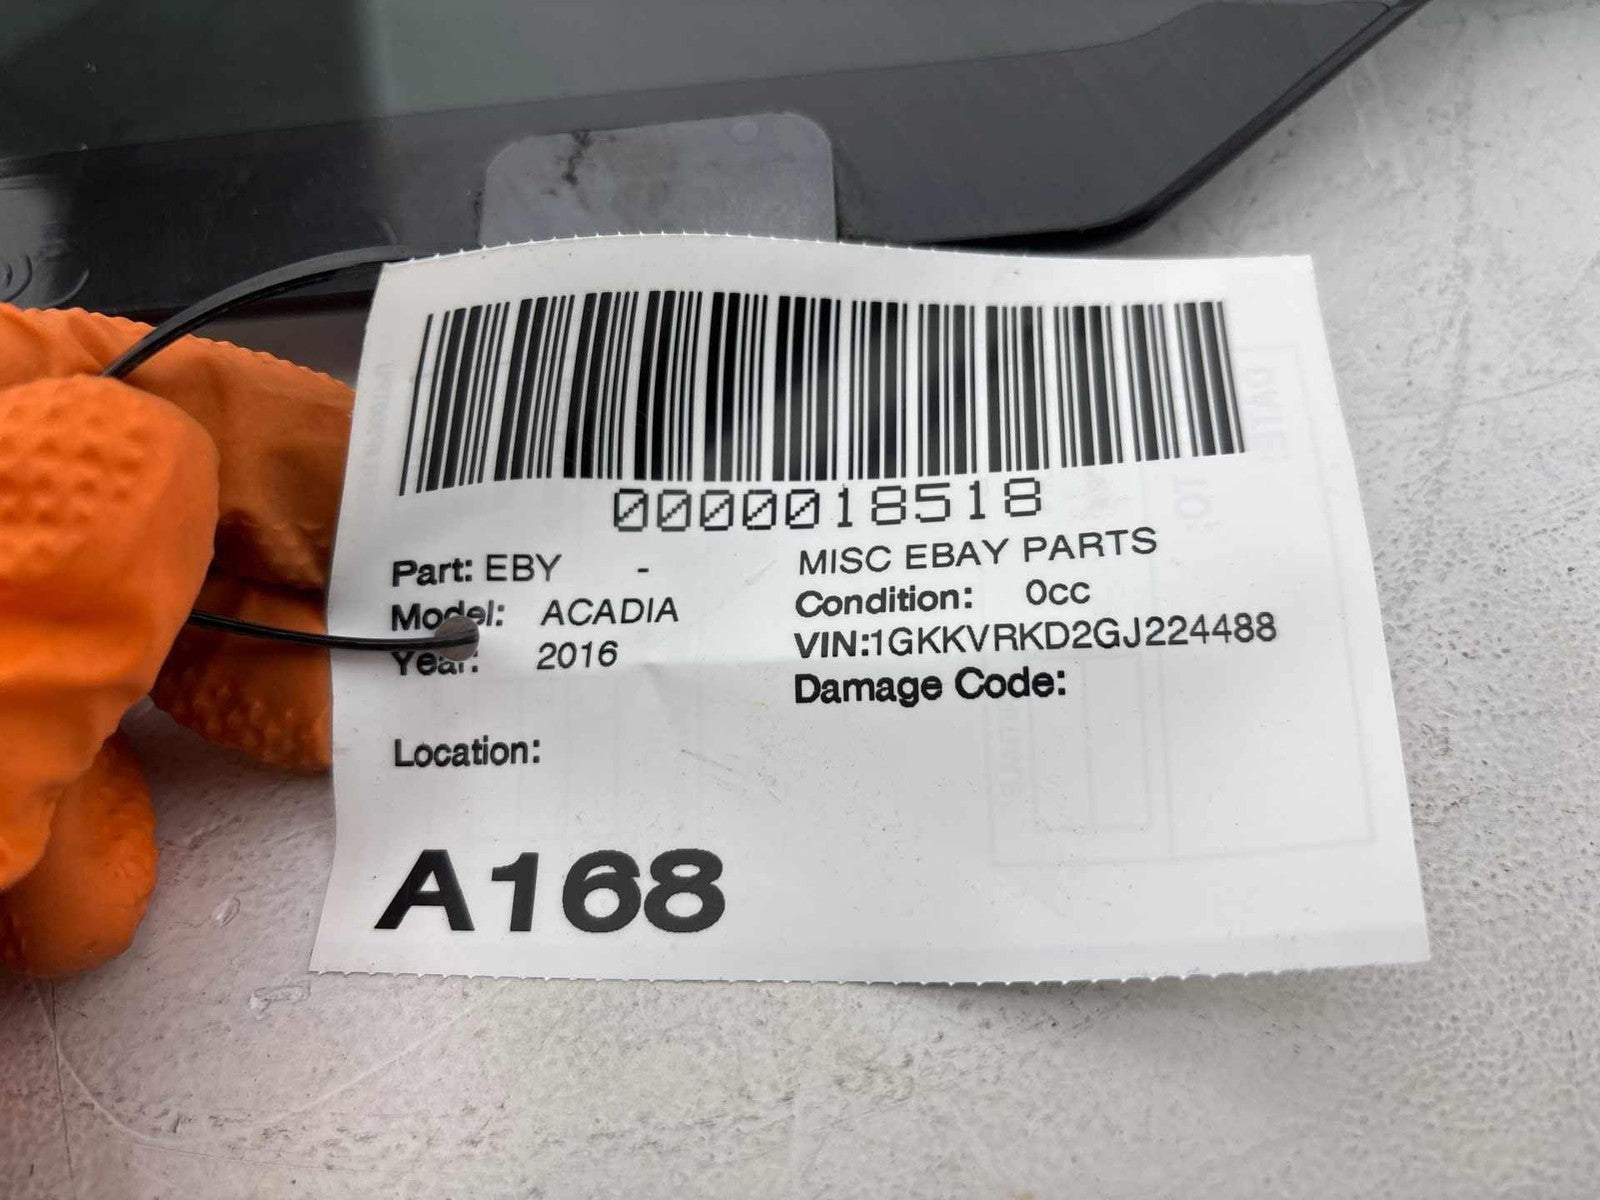 0000018518
Part: EBY - MISC EBAY PARTS
Model: ACADIA Condition: 0cc
Year: 2016 VIN:1GKKVRKD2GJ224488
Damage Code:
Location:
A168